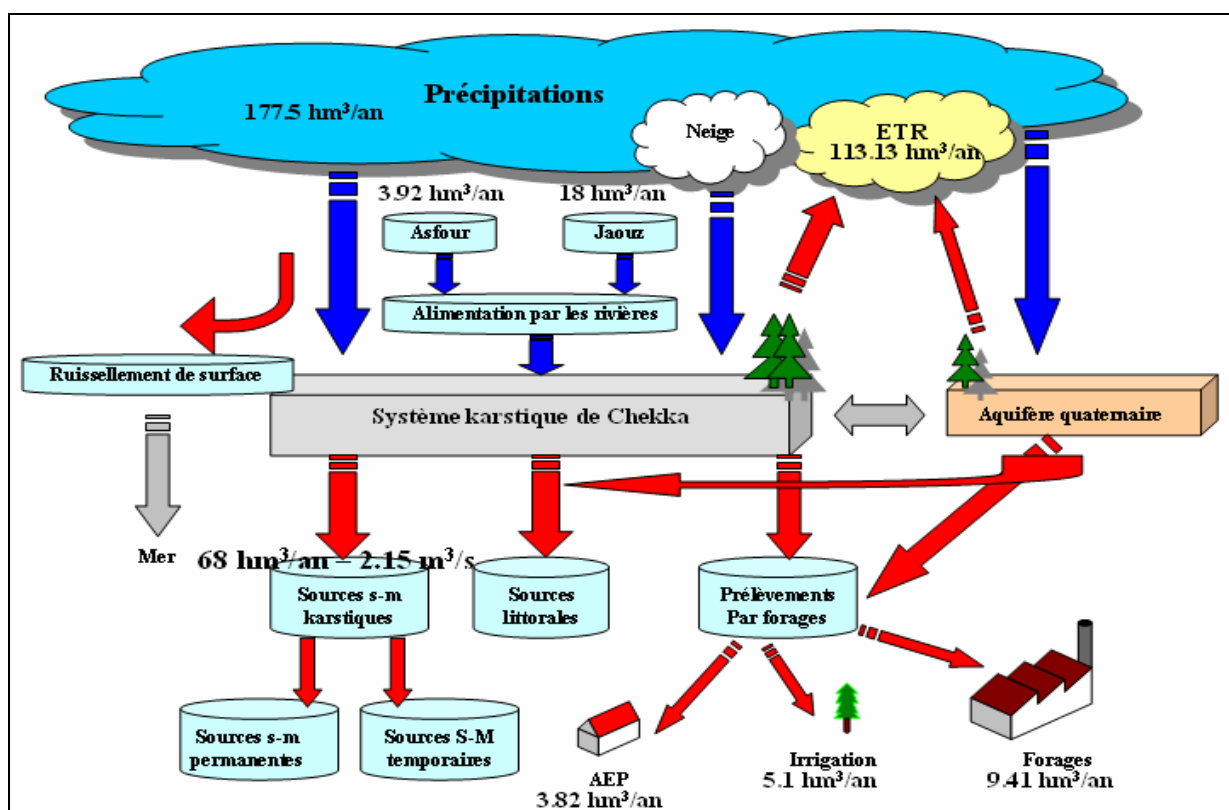 Précipitations
177.5 hm³/an
Neige
ETR
113.13 hm³/an
3.92 hm³/an
18 hm³/an
Asfour
Jaouz
Alimentation par les rivières
Ruissellement de surface
Système karstique de Chekka
Aquifère quaternaire
Mer
68 hm³/an – 2.15 m³/s
Sources s-m
karstiques
Sources
littorales
Prélèvements
Par forages
Sources s-m
permanentes
Sources S-M
temporaires
AEP
3.82 hm³/an
Irrigation
5.1 hm³/an
Forages
9.41 hm³/an